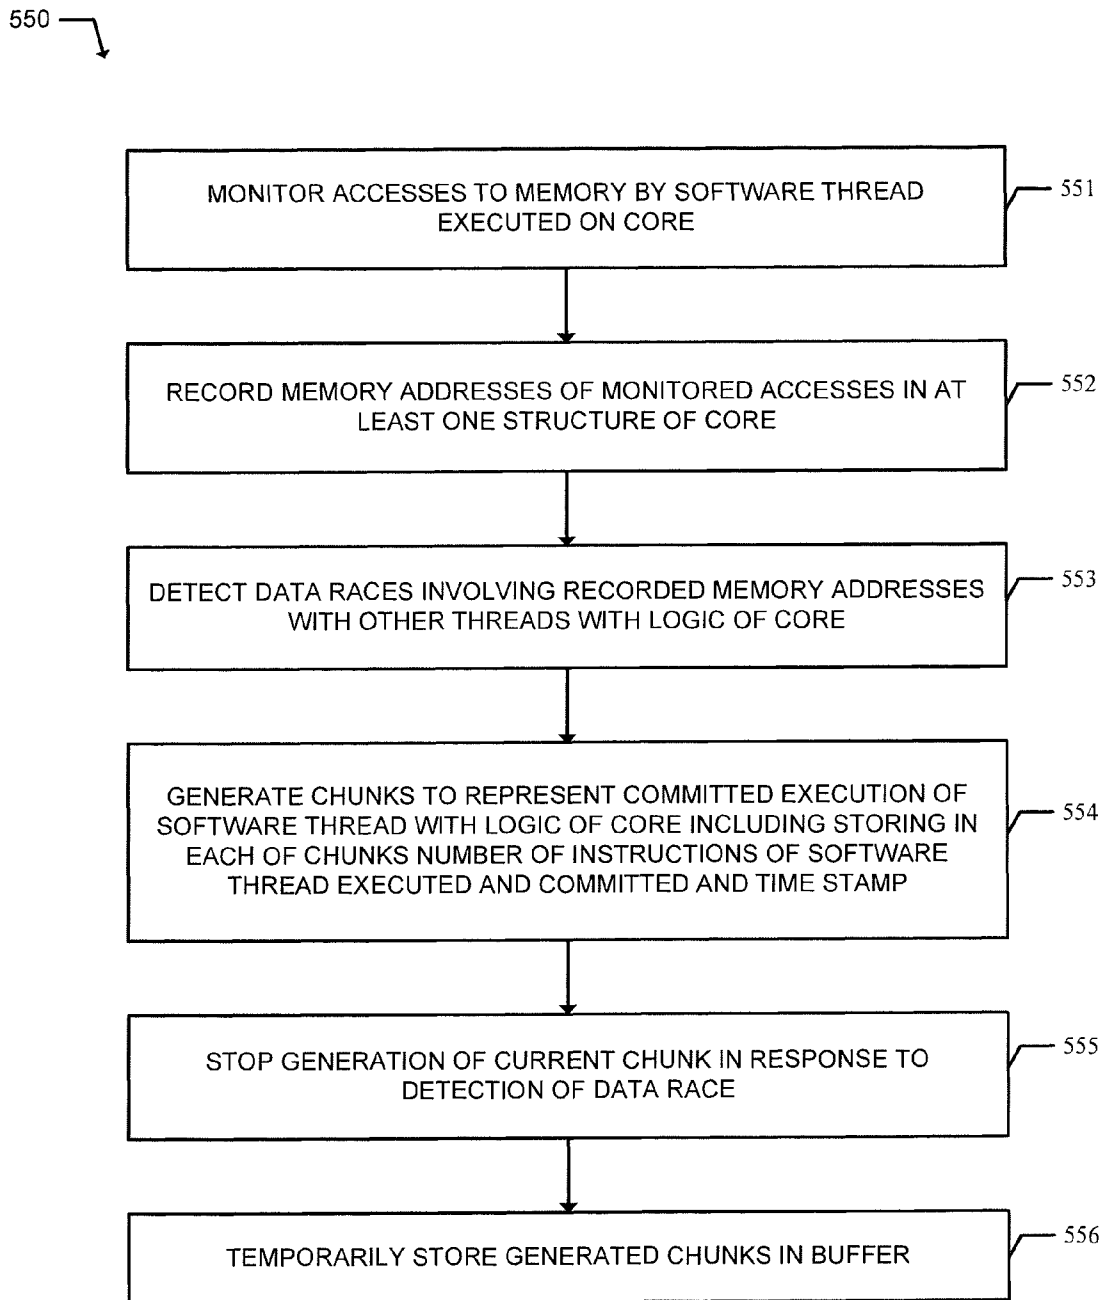 550
MONITOR ACCESSES TO MEMORY BY SOFTWARE THREAD
EXECUTED ON CORE
551
RECORD MEMORY ADDRESSES OF MONITORED ACCESSES IN AT
LEAST ONE STRUCTURE OF CORE
552
DETECT DATA RACES INVOLVING RECORDED MEMORY ADDRESSES
WITH OTHER THREADS WITH LOGIC OF CORE
553
GENERATE CHUNKS TO REPRESENT COMMITTED EXECUTION OF
SOFTWARE THREAD WITH LOGIC OF CORE INCLUDING STORING IN
EACH OF CHUNKS NUMBER OF INSTRUCTIONS OF SOFTWARE
THREAD EXECUTED AND COMMITTED AND TIME STAMP
554
STOP GENERATION OF CURRENT CHUNK IN RESPONSE TO
DETECTION OF DATA RACE
555
TEMPORARILY STORE GENERATED CHUNKS IN BUFFER
556